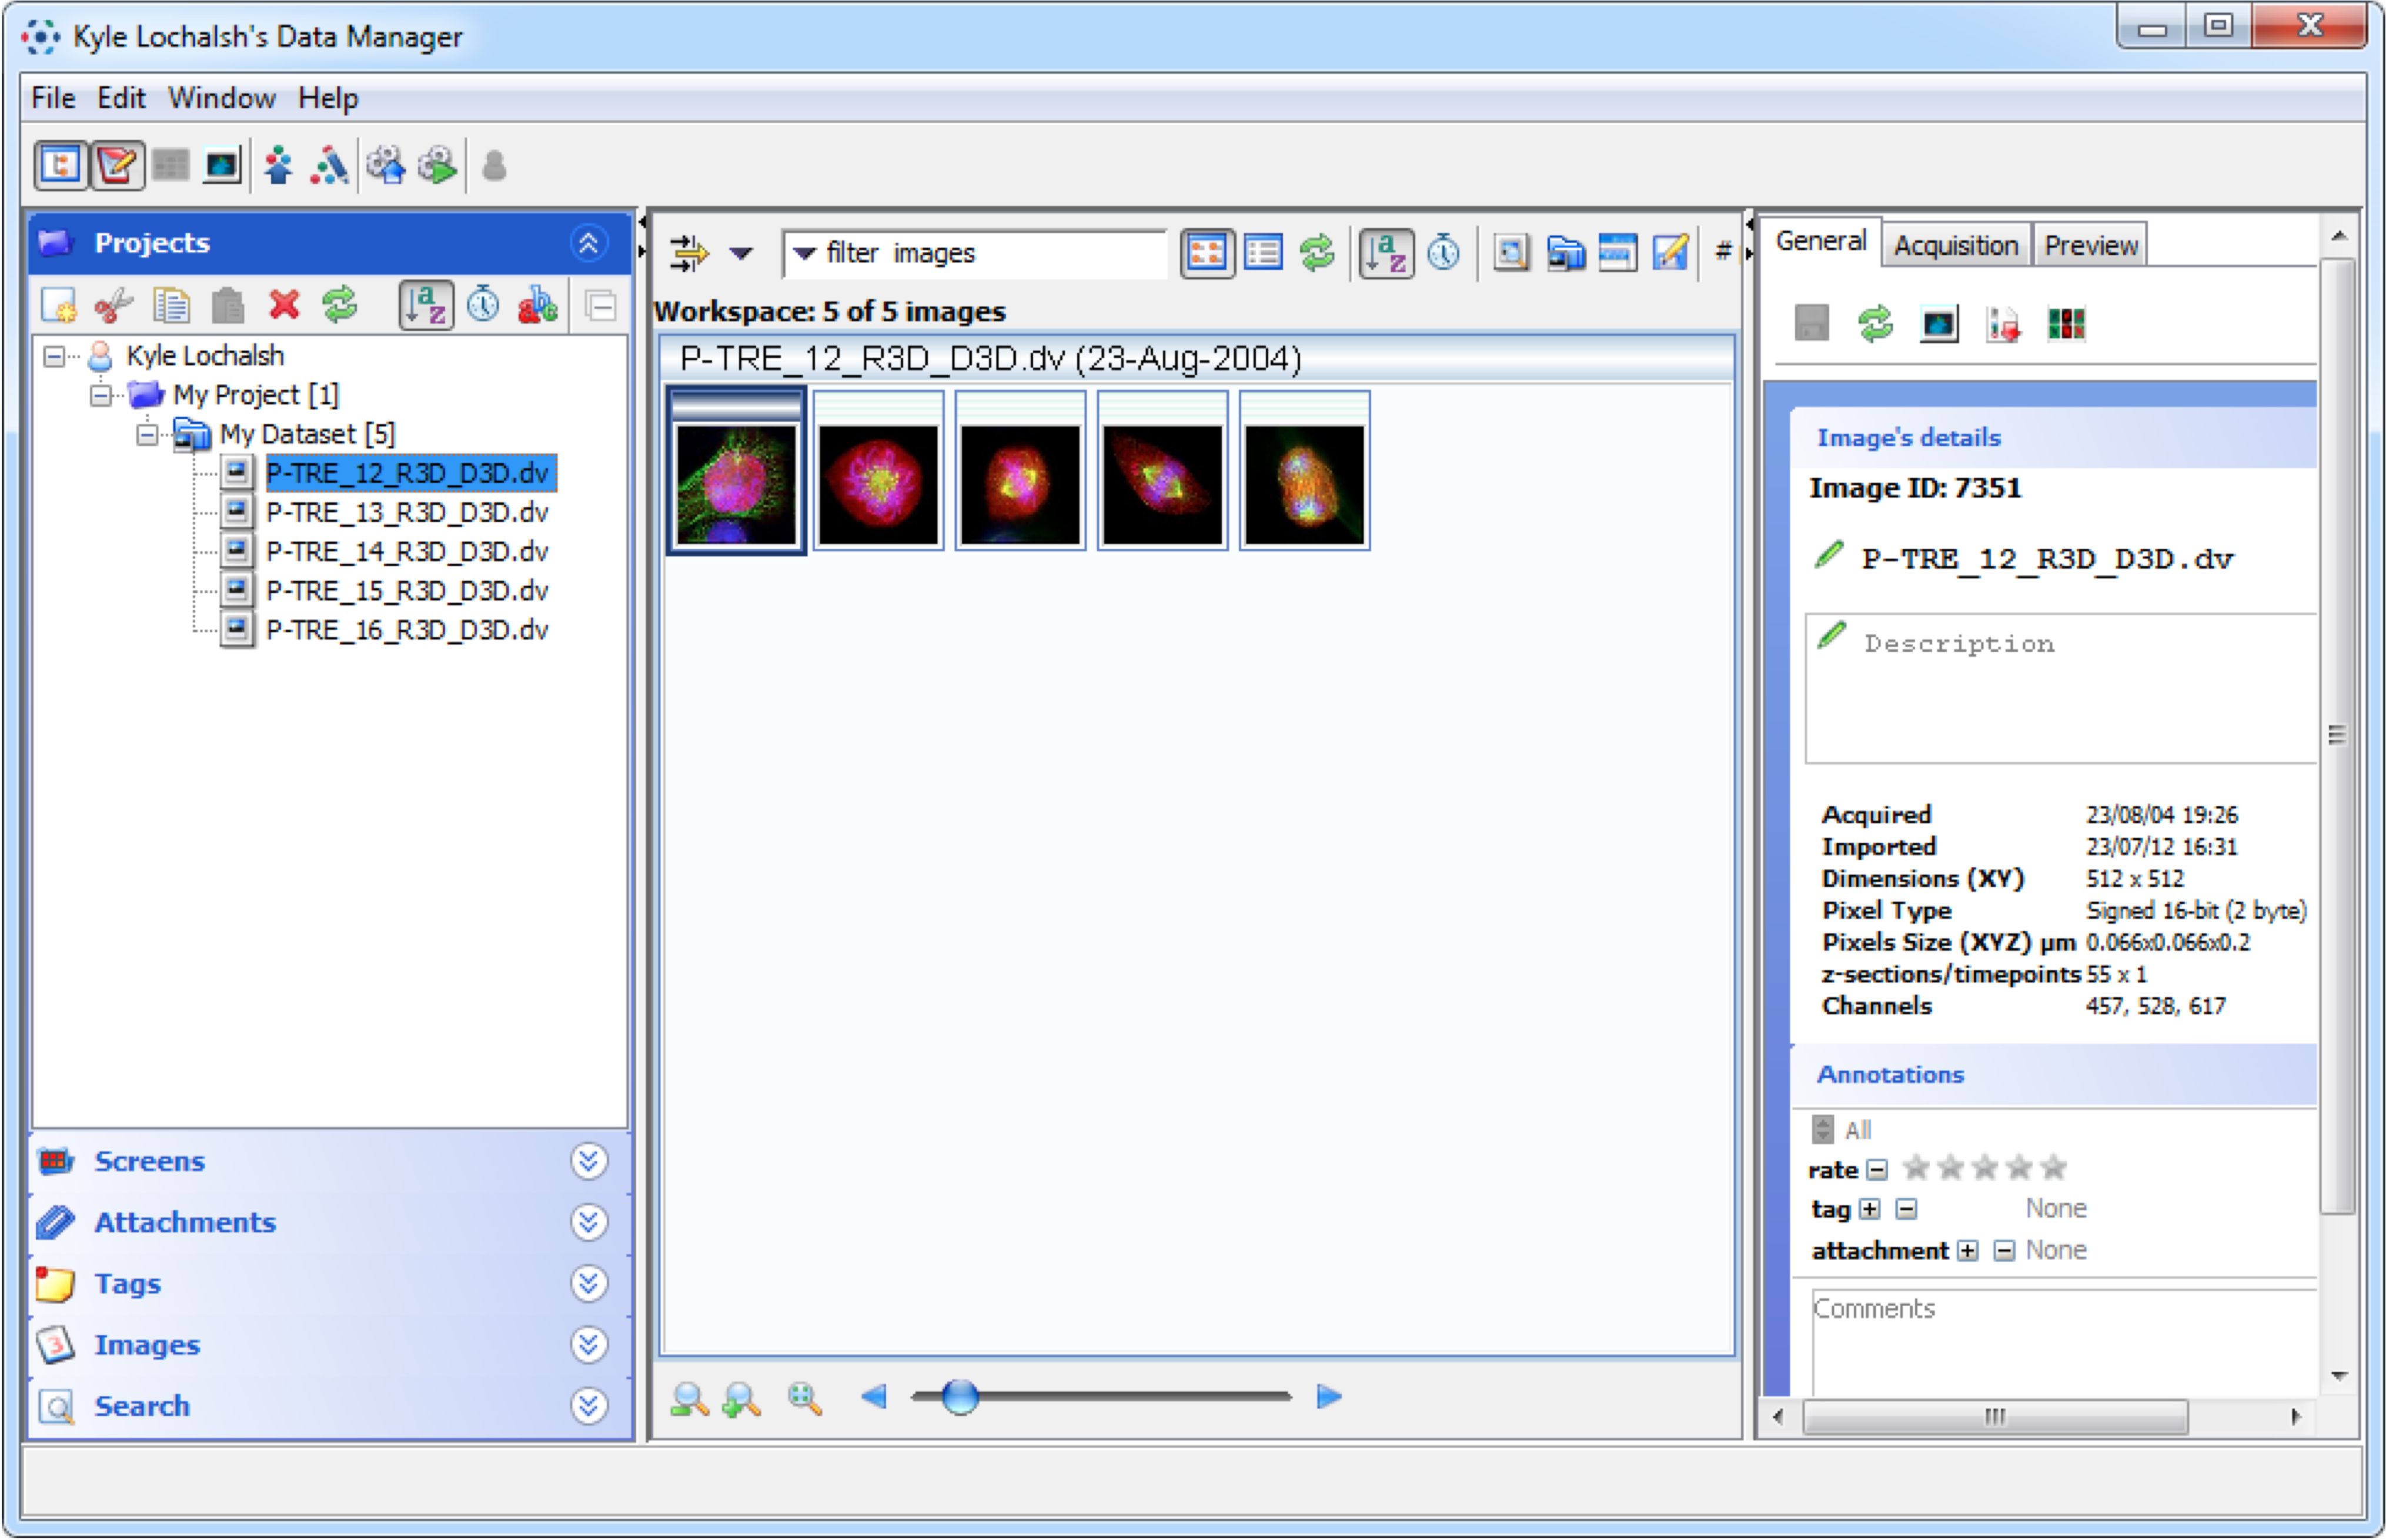 Kyle Lochalsh's Data Manager
File Edit Window Help
Projects
Kyle Lochalsh
My Project [1]
My Dataset [5]
P-TRE_12_R3D_D3D.dv
P-TRE_13_R3D_D3D.dv
P-TRE_14_R3D_D3D.dv
P-TRE_15_R3D_D3D.dv
P-TRE_16_R3D_D3D.dv
Screens
Attachments
Tags
Images
Search
filter images
#
Workspace: 5 of 5 images
P-TRE_12_R3D_D3D.dv (23-Aug-2004)
General Acquisition Preview
Image's details
Image ID: 7351
P-TRE_12_R3D_D3D.dv
Description
Acquired 23/08/04 19:26
Imported 23/07/12 16:31
Dimensions (XY) 512 x 512
Pixel Type Signed 16-bit (2 byte)
Pixels Size (XYZ) µm 0.066x0.066x0.2
z-sections/timepoints 55 x 1
Channels 457, 528, 617
Annotations
All
rate
tag None
attachment None
Comments